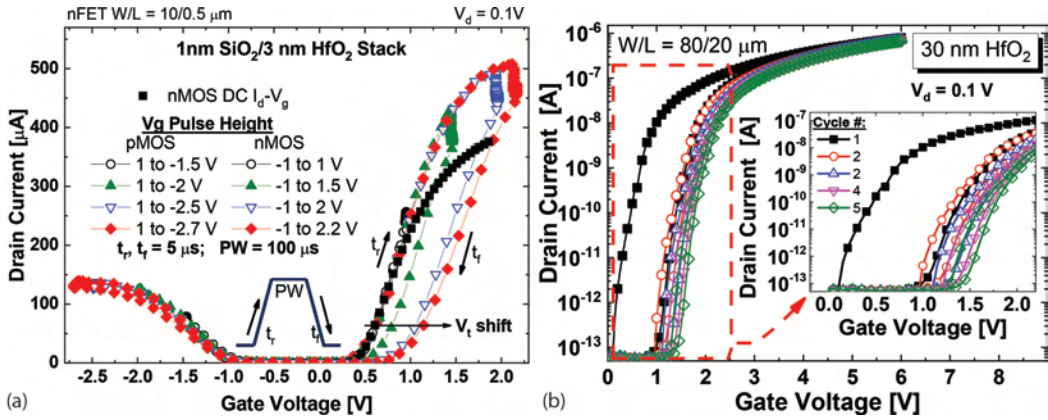 nFET W/L = 10/0.5 μm
V_d = 0.1V
1nm SiO₂/3 nm HfO₂ Stack
nMOS DC I_d-V_g
Vg Pulse Height
pMOS nMOS
1 to -1.5 V -1 to 1 V
1 to -2 V -1 to 1.5 V
1 to -2.5 V -1 to 2 V
1 to -2.7 V -1 to 2.2 V
t_r, t_f = 5 μs; PW = 100 μs
PW
t_r t_f
t_r
t_f
V_t shift
500
400
300
200
100
0
Drain Current [μA]
-2.5 -2.0 -1.5 -1.0 -0.5 0.0 0.5 1.0 1.5 2.0
Gate Voltage [V]
(a)
W/L = 80/20 μm
30 nm HfO₂
V_d = 0.1 V
10⁻⁶
10⁻⁷
10⁻⁸
10⁻⁹
10⁻¹⁰
10⁻¹¹
10⁻¹²
10⁻¹³
Drain Current [A]
0 1 2 3 4 5 6 7 8
Gate Voltage [V]
Cycle #:
1
2
2
4
5
10⁻⁷
10⁻⁸
10⁻⁹
10⁻¹⁰
10⁻¹¹
10⁻¹²
10⁻¹³
Drain Current [A]
0.0 0.5 1.0 1.5 2.0
Gate Voltage [V]
(b)